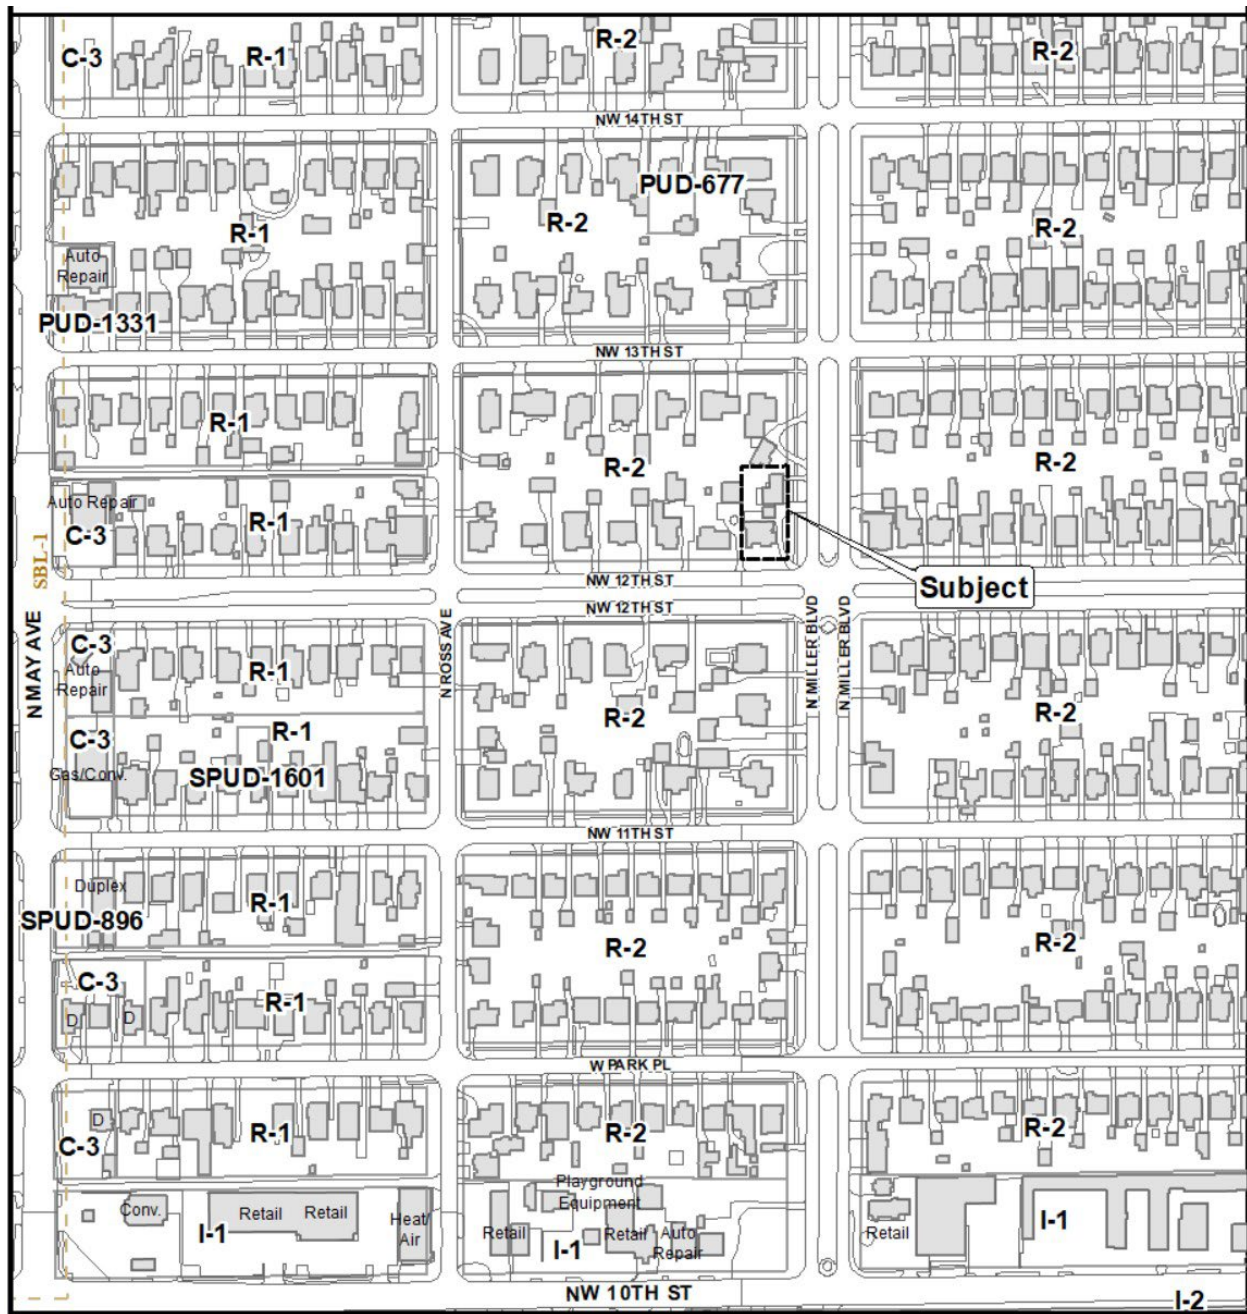 C-3
R-1
R-2
R-2
NW 14TH ST
PUD-677
R-1
R-2
R-2
Auto
Repair
PUD-1331
NW 13TH ST
R-1
R-2
R-2
Auto Repair
C-3
R-1
SBL-1
NW 12TH ST
Subject
NW 12TH ST
N MAY AVE
N ROSS AVE
N MILLER BLVD
N MILLER BLVD
C-3
Auto
Repair
R-1
R-2
R-2
C-3
R-1
Gas/Conv.
SPUD-1601
NW 11TH ST
Duplex
R-1
SPUD-896
R-2
R-2
C-3
R-1
D
D
W PARK PL
D
C-3
R-1
R-2
R-2
Playground
Equipment
Conv.
Retail
Retail
Heat/
Air
I-1
Retail
Retail
Auto
Repair
I-1
Retail
I-1
NW 10TH ST
I-2